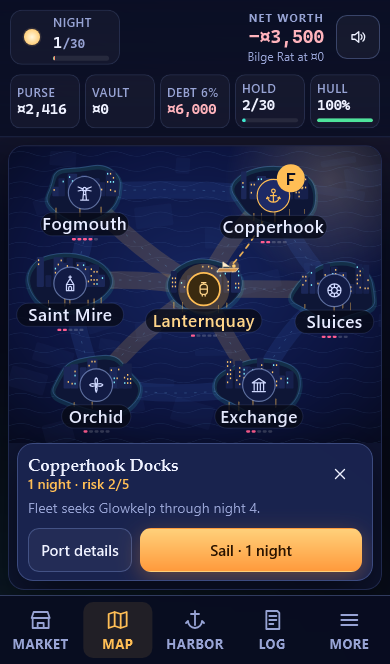 NIGHT
1/30
NET WORTH
−¤3,500
Bilge Rat at ¤0
PURSE
¤2,416
VAULT
¤0
DEBT 6%
¤6,000
HOLD
2/30
HULL
100%
F
Fogmouth
Copperhook
Saint Mire
Lanternquay
Sluices
Orchid
Exchange
Copperhook Docks
1 night · risk 2/5
Fleet seeks Glowkelp through night 4.
Port details
Sail · 1 night
MARKET
MAP
HARBOR
LOG
MORE